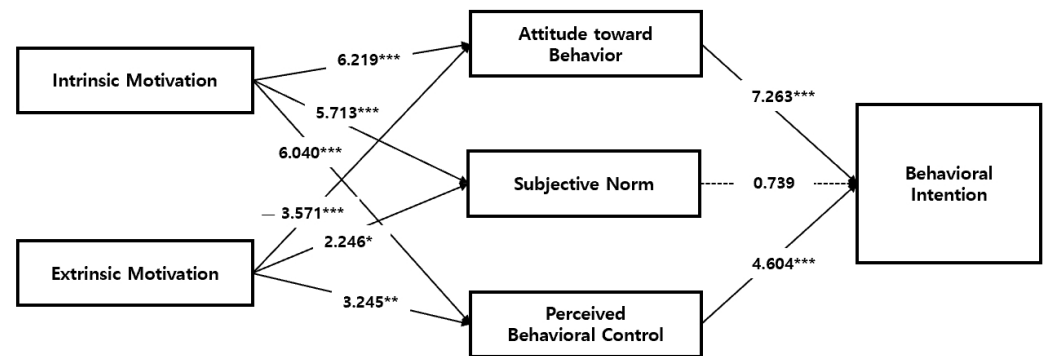 Attitude toward
Behavior
Intrinsic Motivation
6.219***
7.263***
5.713***
6.040***
Subjective Norm
0.739
Behavioral
Intention
— 3.571***
2.246*
Extrinsic Motivation
4.604***
3.245**
Perceived
Behavioral Control